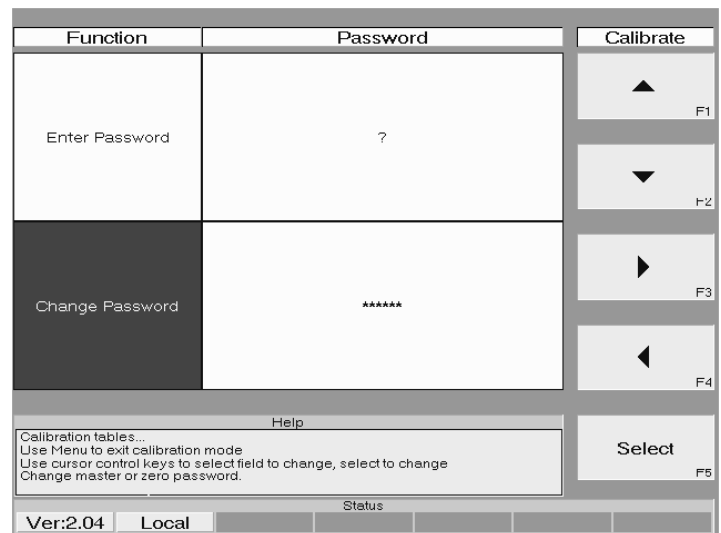 Function Password Calibrate
F1
Enter Password ?
F2
F3
Change Password ******
F4
Help
Calibration tables...
Use Menu to exit calibration mode
Use cursor control keys to select field to change, select to change
Change master or zero password.
Select
F5
Status
Ver:2.04 Local